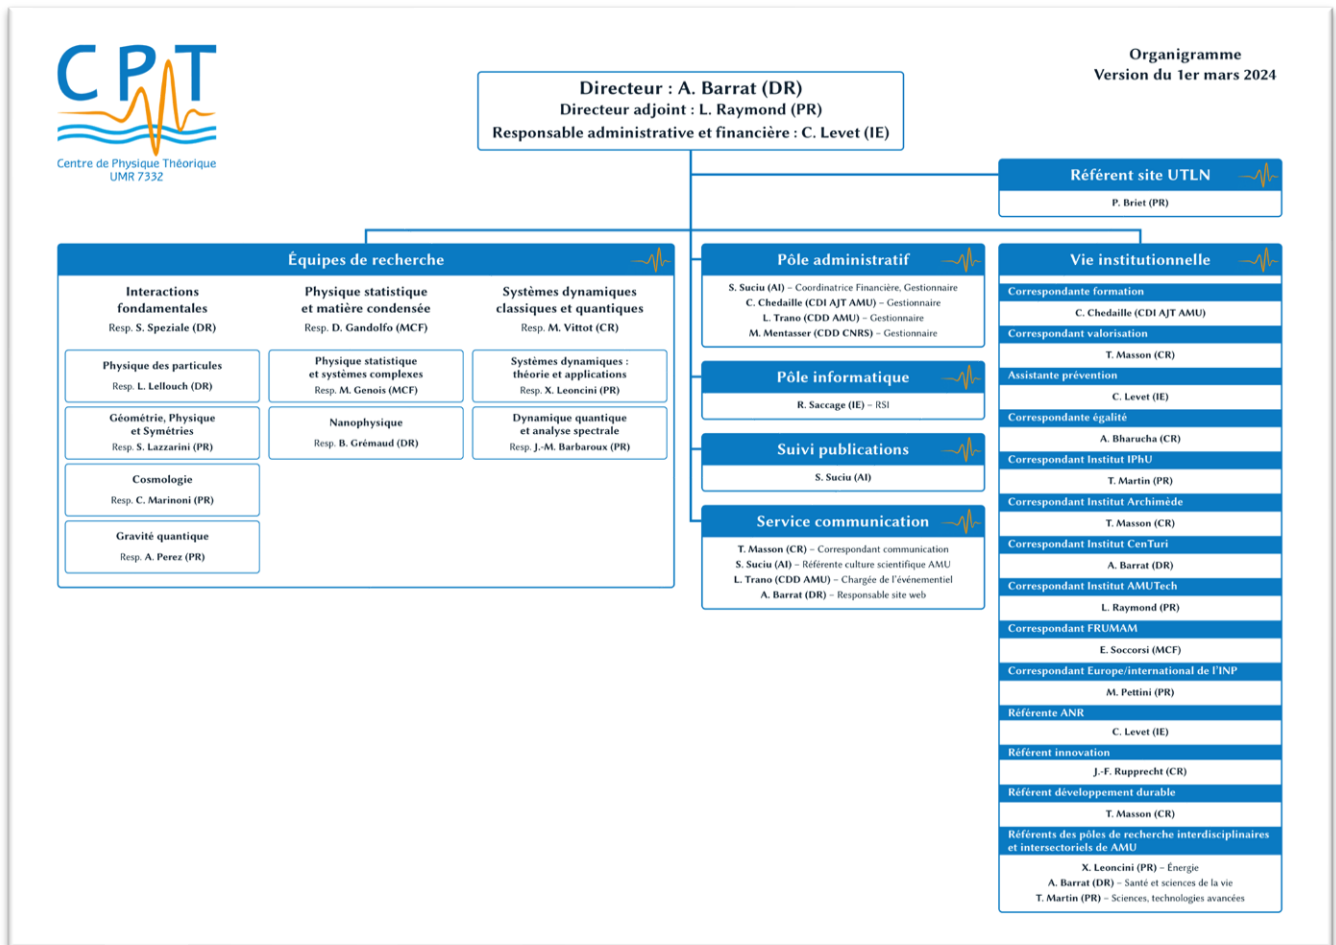 CPT
Centre de Physique Théorique
UMR 7332
Organigramme
Version du 1er mars 2024
Directeur : A. Barrat (DR)
Directeur adjoint : L. Raymond (PR)
Responsable administrative et financière : C. Levet (IE)
Référent site UTLN
P. Briet (PR)
Équipes de recherche
Interactions
fondamentales
Resp. S. Speziale (DR)
Physique des particules
Resp. L. Lellouch (DR)
Géométrie, Physique
et Symétries
Resp. S. Lazzarini (PR)
Cosmologie
Resp. C. Marinoni (PR)
Gravité quantique
Resp. A. Perez (PR)
Physique statistique
et matière condensée
Resp. D. Gandolfo (MCF)
Physique statistique
et systèmes complexes
Resp. M. Genois (MCF)
Nanophysique
Resp. B. Grémaud (DR)
Systèmes dynamiques
classiques et quantiques
Resp. M. Vittot (CR)
Systèmes dynamiques :
théorie et applications
Resp. X. Leoncini (PR)
Dynamique quantique
et analyse spectrale
Resp. J.-M. Barbaroux (PR)
Pôle administratif
S. Suciu (AI) – Coordinatrice Financière, Gestionnaire
C. Chedaille (CDI AJT AMU) – Gestionnaire
L. Trano (CDD AMU) – Gestionnaire
M. Mentasser (CDD CNRS) – Gestionnaire
Pôle informatique
R. Saccage (IE) – RSI
Suivi publications
S. Suciu (AI)
Service communication
T. Masson (CR) – Correspondant communication
S. Suciu (AI) – Référente culture scientifique AMU
L. Trano (CDD AMU) – Chargée de l'événementiel
A. Barrat (DR) – Responsable site web
Vie institutionnelle
Correspondante formation
C. Chedaille (CDI AJT AMU)
Correspondant valorisation
T. Masson (CR)
Assistante prévention
C. Levet (IE)
Correspondante égalité
A. Bharucha (CR)
Correspondant Institut IPhU
T. Martin (PR)
Correspondant Institut Archimède
T. Masson (CR)
Correspondant Institut CenTuri
A. Barrat (DR)
Correspondant Institut AMUTech
L. Raymond (PR)
Correspondant FRUMAM
E. Soccorsi (MCF)
Correspondant Europe/international de l'INP
M. Pettini (PR)
Référente ANR
C. Levet (IE)
Référent innovation
J.-F. Rupprecht (CR)
Référent développement durable
T. Masson (CR)
Référents des pôles de recherche interdisciplinaires
et intersectoriels de AMU
X. Leoncini (PR) – Énergie
A. Barrat (DR) – Santé et sciences de la vie
T. Martin (PR) – Sciences, technologies avancées